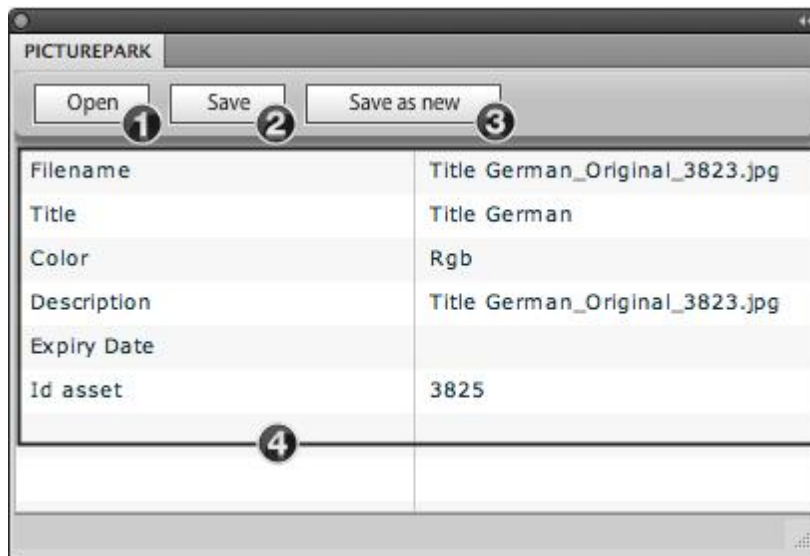 PICTUREPARK
Open 1 Save 2 Save as new 3
Filename Title German_Original_3823.jpg
Title Title German
Color Rgb
Description Title German_Original_3823.jpg
Expiry Date
Id asset 3825
4